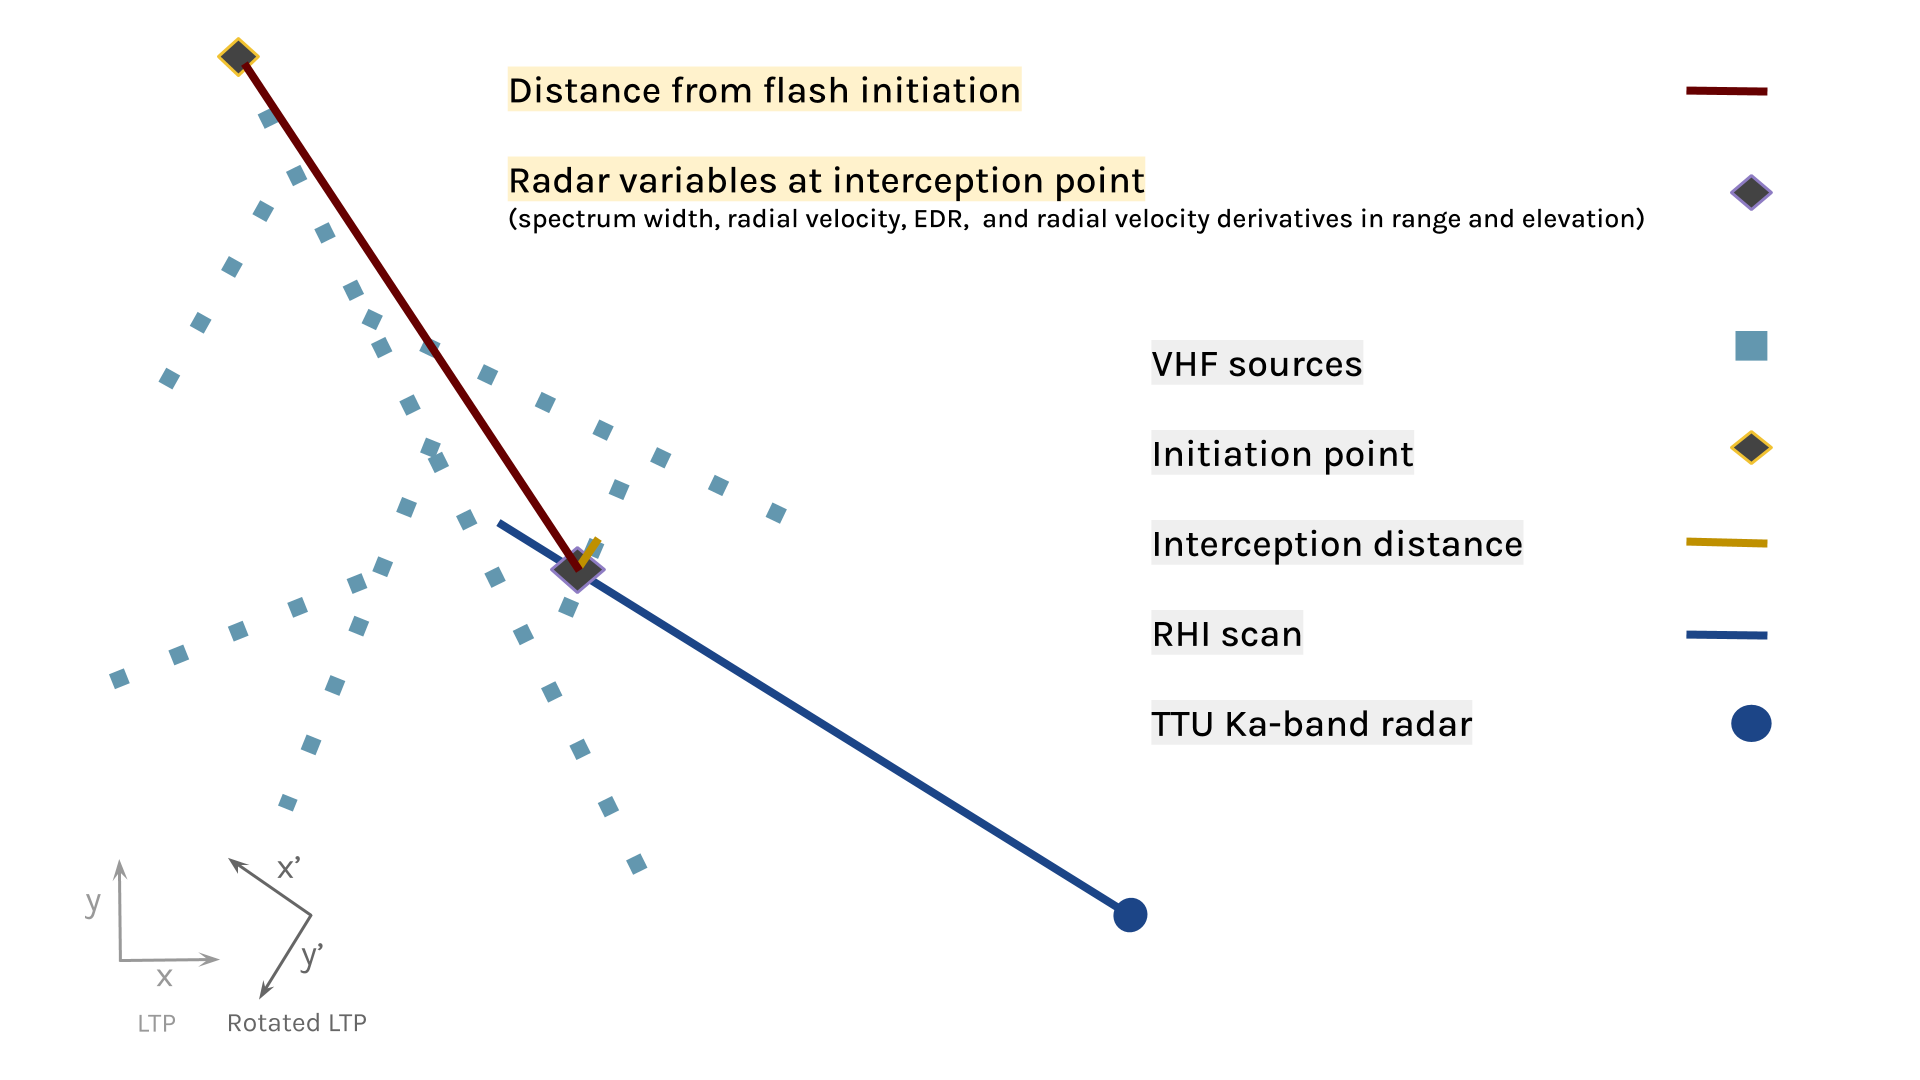 Distance from flash initiation
Radar variables at interception point
(spectrum width, radial velocity, EDR, and radial velocity derivatives in range and elevation)
VHF sources
Initiation point
Interception distance
RHI scan
TTU Ka-band radar
x’
y
y’
x
LTP
Rotated LTP